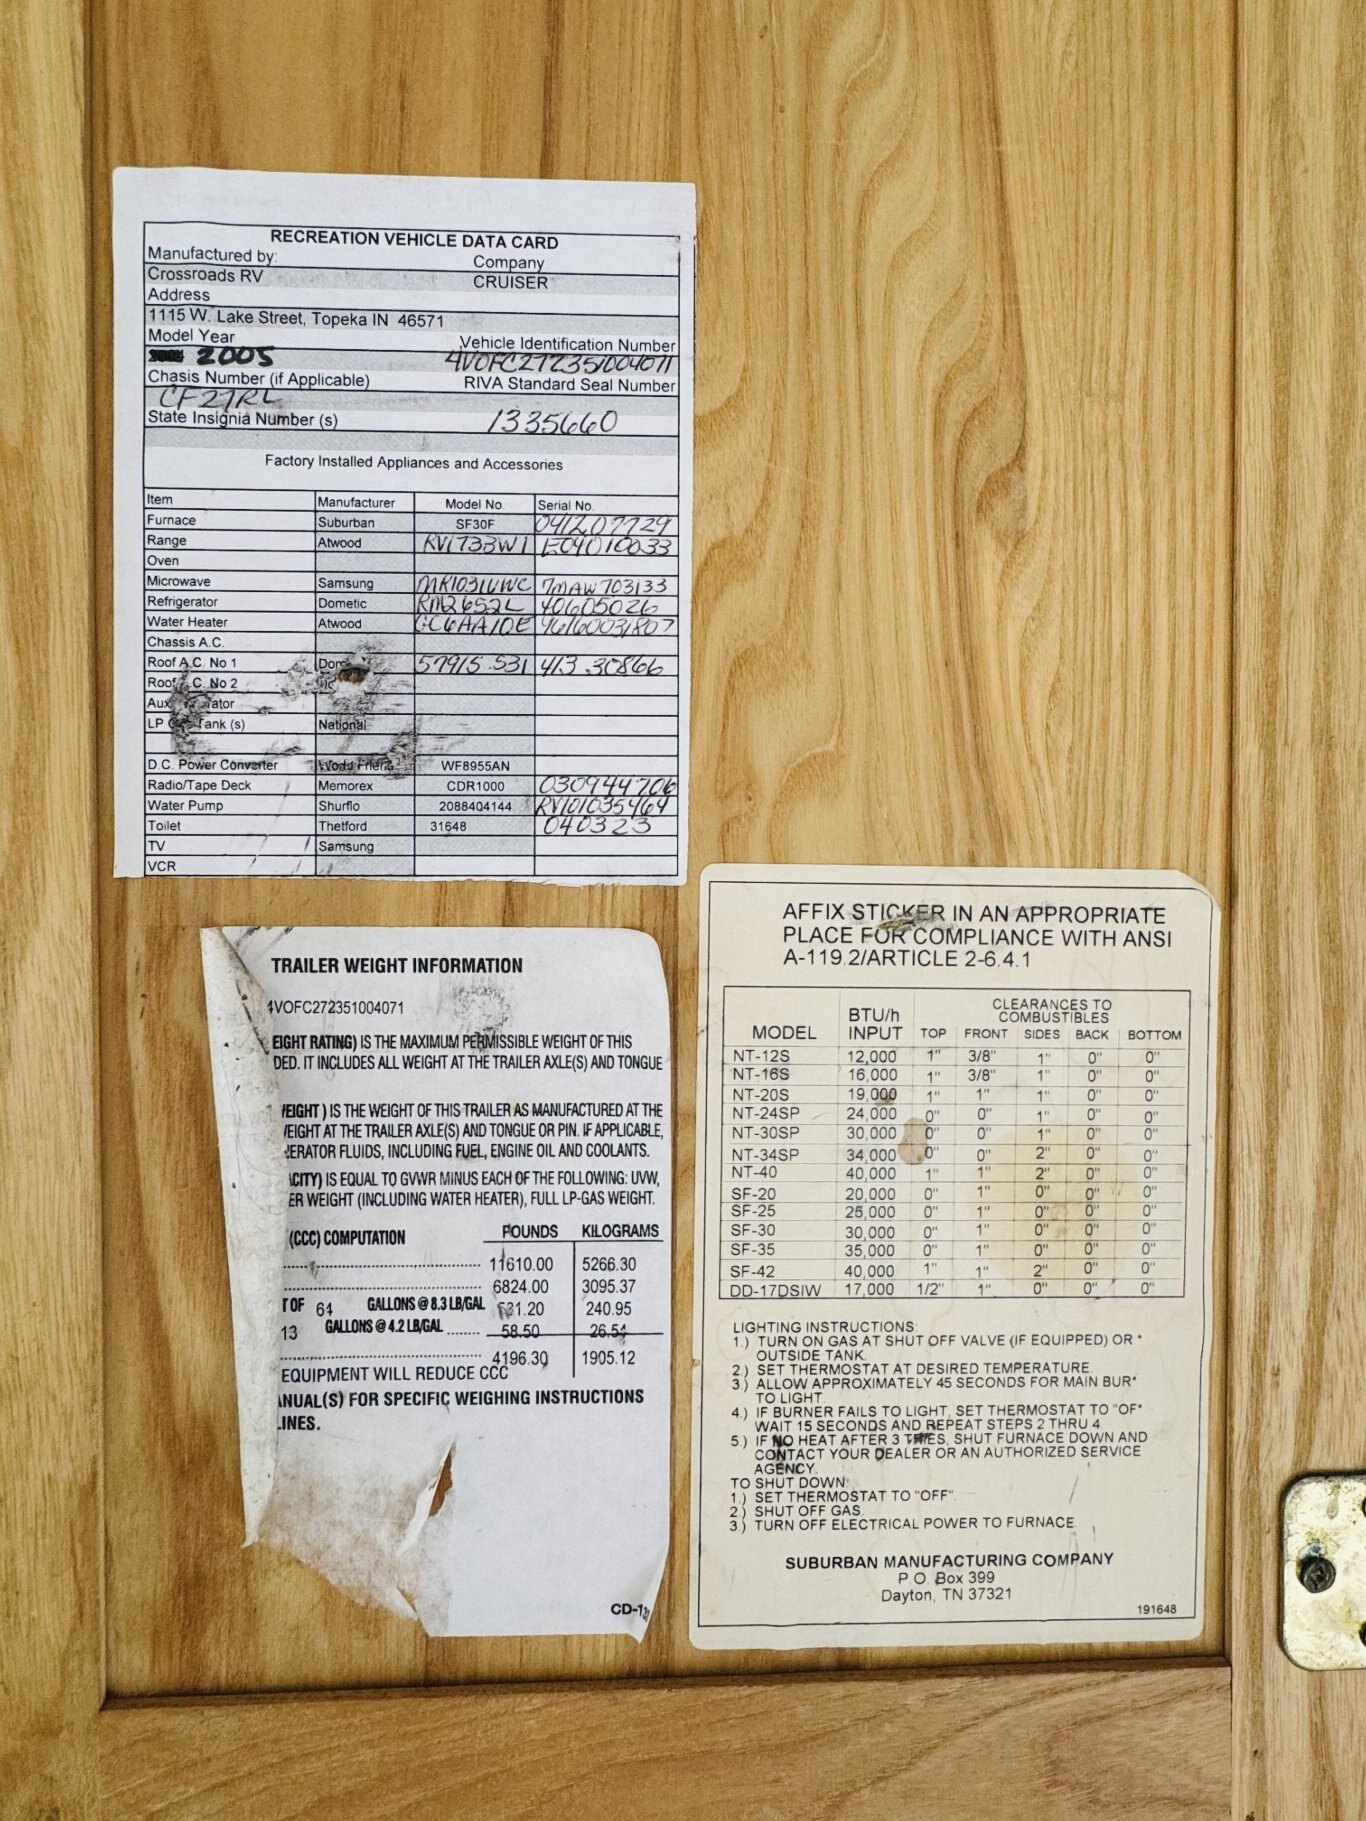 RECREATION VEHICLE DATA CARD
Manufactured by: Company
Crossroads RV CRUISER
Address
1115 W. Lake Street, Topeka IN 46571
Model Year Vehicle Identification Number
2005 4VOFC272351004071
Chasis Number (if Applicable) RIVA Standard Seal Number
CF27RL
State Insignia Number (s) 1335660
Factory Installed Appliances and Accessories
Item Manufacturer Model No. Serial No.
Furnace Suburban SF30F 041207729
Range Atwood RV1733W1 E04010033
Oven
Microwave Samsung MR1031UWC 7MAW703133
Refrigerator Dometic RM2652L 40605026
Water Heater Atwood GC6AA10E
Chassis A.C.
Roof A.C. No 1 57915.531 413.30866
Roof No 2
LP Tank (s) National
D.C. Power Converter WF8955AN
Radio/Tape Deck Memorex CDR1000 030944706
Water Pump Shurflo 2088404144 RV101035464
Toilet Thetford 31648 040323
TV Samsung
VCR
TRAILER WEIGHT INFORMATION
4VOFC272351004071
EIGHT RATING) IS THE MAXIMUM PERMISSIBLE WEIGHT OF THIS
DED. IT INCLUDES ALL WEIGHT AT THE TRAILER AXLE(S) AND TONGUE
EIGHT ) IS THE WEIGHT OF THIS TRAILER AS MANUFACTURED AT THE
EIGHT AT THE TRAILER AXLE(S) AND TONGUE OR PIN. IF APPLICABLE,
ERATOR FLUIDS, INCLUDING FUEL, ENGINE OIL AND COOLANTS.
ACITY) IS EQUAL TO GVWR MINUS EACH OF THE FOLLOWING: UVW,
ER WEIGHT (INCLUDING WATER HEATER), FULL LP-GAS WEIGHT.
(CCC) COMPUTATION POUNDS KILOGRAMS
11610.00 5266.30
6824.00 3095.37
T OF 64 GALLONS @ 8.3 LB/GAL 531.20 240.95
13 GALLONS @ 4.2 LB/GAL 58.50 26.54
4196.30 1905.12
EQUIPMENT WILL REDUCE CCC
ANUAL(S) FOR SPECIFIC WEIGHING INSTRUCTIONS
LINES.
CD-131
AFFIX STICKER IN AN APPROPRIATE
PLACE FOR COMPLIANCE WITH ANSI
A-119.2/ARTICLE 2-6.4.1
CLEARANCES TO
COMBUSTIBLES
MODEL BTU/h INPUT TOP FRONT SIDES BACK BOTTOM
NT-12S 12,000 1" 3/8" 1" 0" 0"
NT-16S 16,000 1" 3/8" 1" 0" 0"
NT-20S 19,000 1" 1" 1" 0" 0"
NT-24SP 24,000 0" 0" 1" 0" 0"
NT-30SP 30,000 0" 0" 1" 0" 0"
NT-34SP 34,000 0" 0" 2" 0" 0"
NT-40 40,000 1" 1" 2" 0" 0"
SF-20 20,000 0" 1" 0" 0" 0"
SF-25 25,000 0" 1" 0" 0" 0"
SF-30 30,000 0" 1" 0" 0" 0"
SF-35 35,000 0" 1" 0" 0" 0"
SF-42 40,000 1" 1" 2" 0" 0"
DD-17DSIW 17,000 1/2" 1" 0" 0" 0"
LIGHTING INSTRUCTIONS:
1.) TURN ON GAS AT SHUT OFF VALVE (IF EQUIPPED) OR *
OUTSIDE TANK.
2.) SET THERMOSTAT AT DESIRED TEMPERATURE.
3.) ALLOW APPROXIMATELY 45 SECONDS FOR MAIN BUR*
TO LIGHT.
4.) IF BURNER FAILS TO LIGHT, SET THERMOSTAT TO "OF*
WAIT 15 SECONDS AND REPEAT STEPS 2 THRU 4.
5.) IF NO HEAT AFTER 3 TRIES, SHUT FURNACE DOWN AND
CONTACT YOUR DEALER OR AN AUTHORIZED SERVICE
AGENCY.
TO SHUT DOWN:
1.) SET THERMOSTAT TO "OFF".
2.) SHUT OFF GAS.
3.) TURN OFF ELECTRICAL POWER TO FURNACE.
SUBURBAN MANUFACTURING COMPANY
P.O. Box 399
Dayton, TN 37321
191648